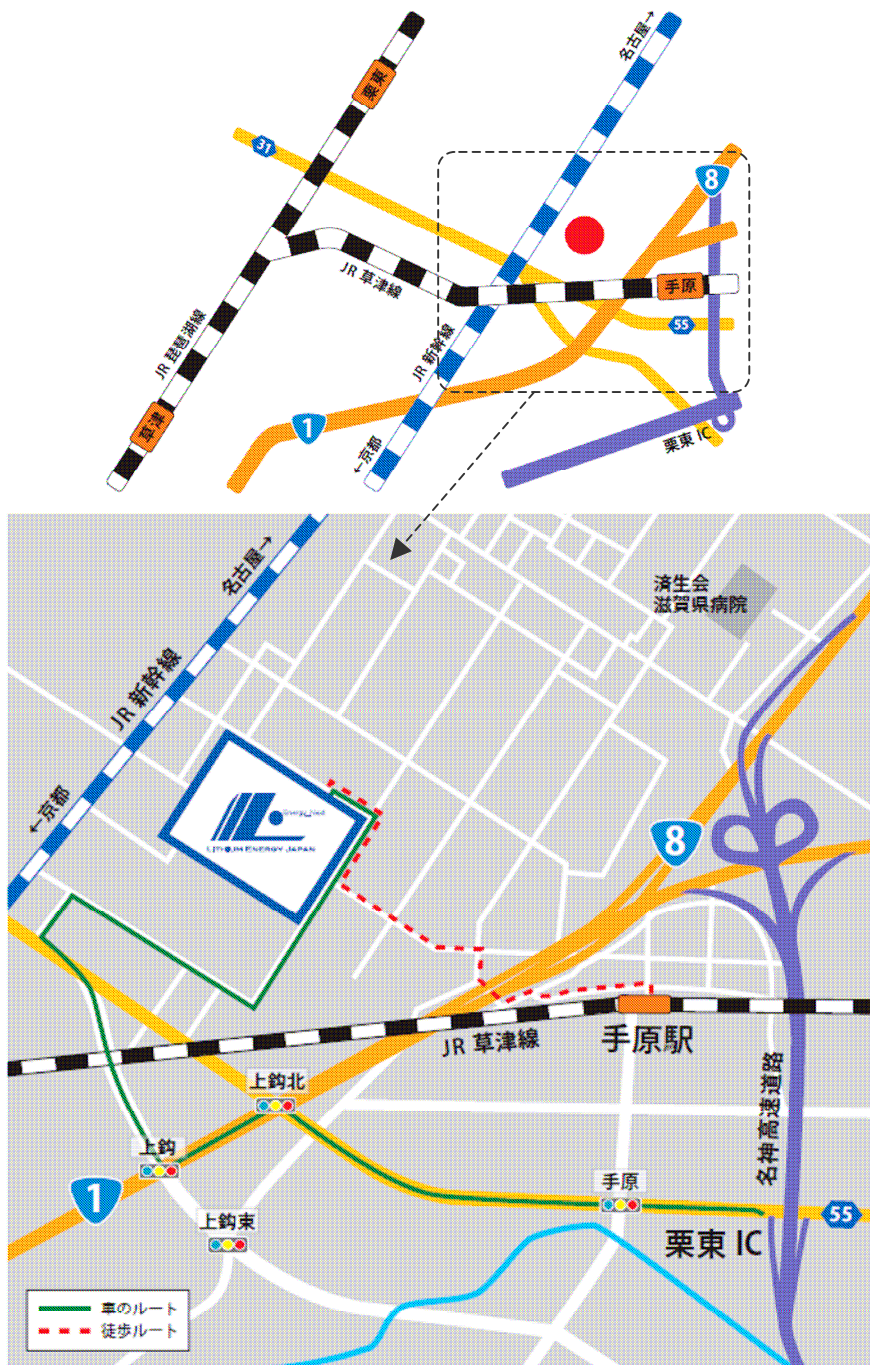 名古屋→
栗東
31
8
JR 草津線
手原
JR 琵琶湖線
JR 新幹線
55
草津
1
←京都
栗東 IC
名古屋→
済生会
滋賀県病院
JR 新幹線
←京都
LITHIUM ENERGY JAPAN
8
JR 草津線
手原駅
名神高速道路
上鈎北
上鈎
手原
1
上鈎東
55
栗東 IC
車のルート
徒歩ルート